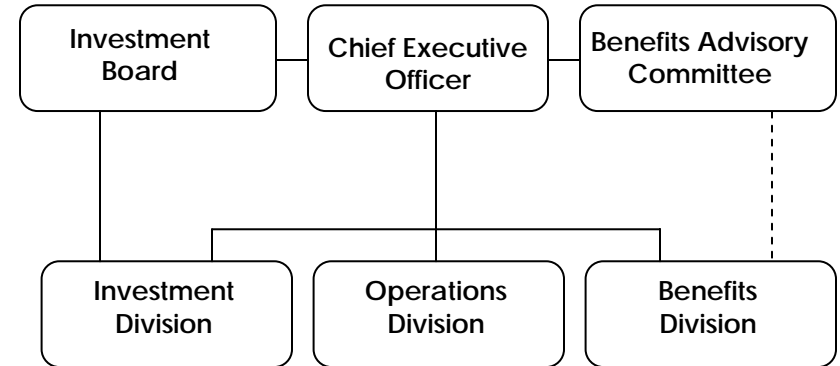 Investment
Board
Chief Executive
Officer
Benefits Advisory
Committee
Investment
Division
Operations
Division
Benefits
Division